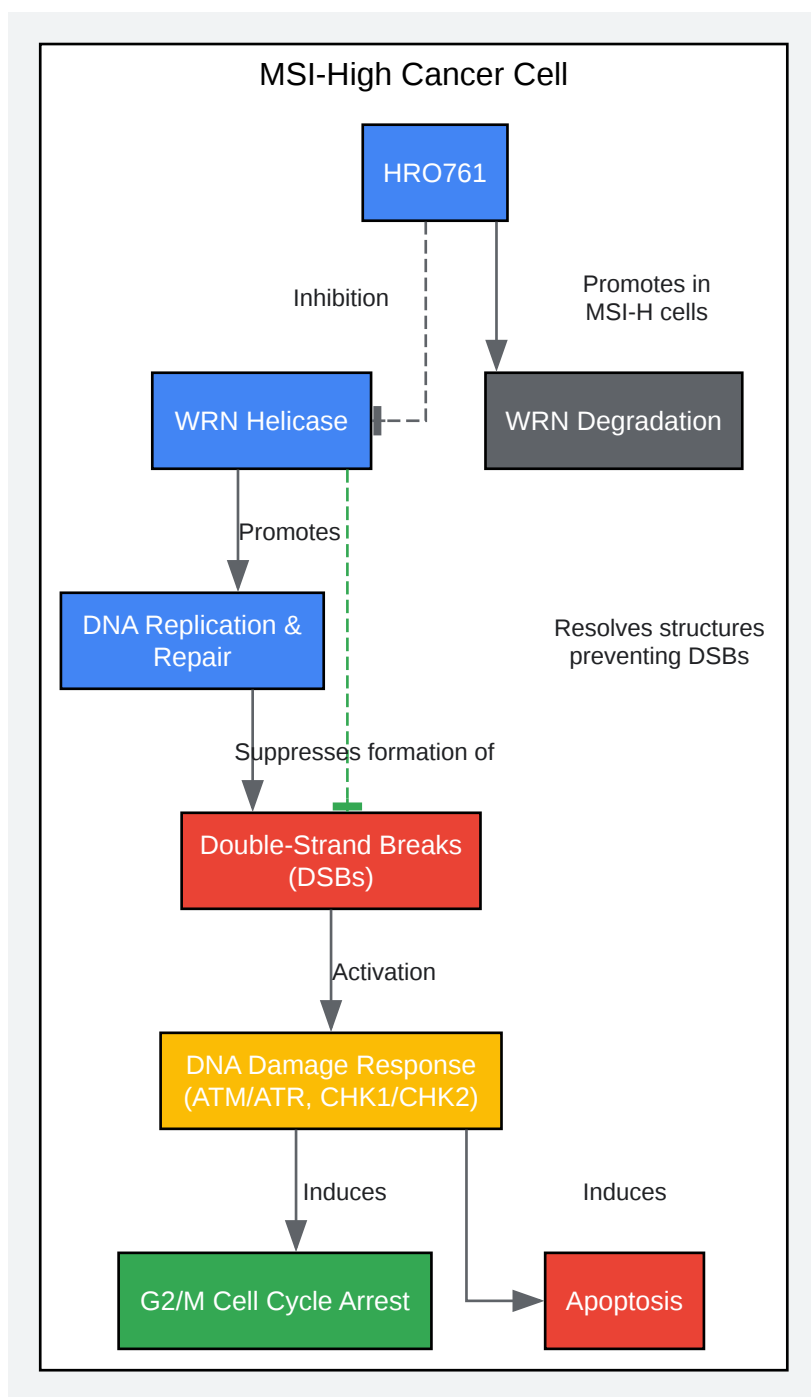 MSI-High Cancer Cell
HRO761
Inhibition
Promotes in
MSI-H cells
WRN Helicase
WRN Degradation
Promotes
DNA Replication &
Repair
Resolves structures
preventing DSBs
Suppresses formation of
Double-Strand Breaks
(DSBs)
Activation
DNA Damage Response
(ATM/ATR, CHK1/CHK2)
Induces
Induces
G2/M Cell Cycle Arrest
Apoptosis